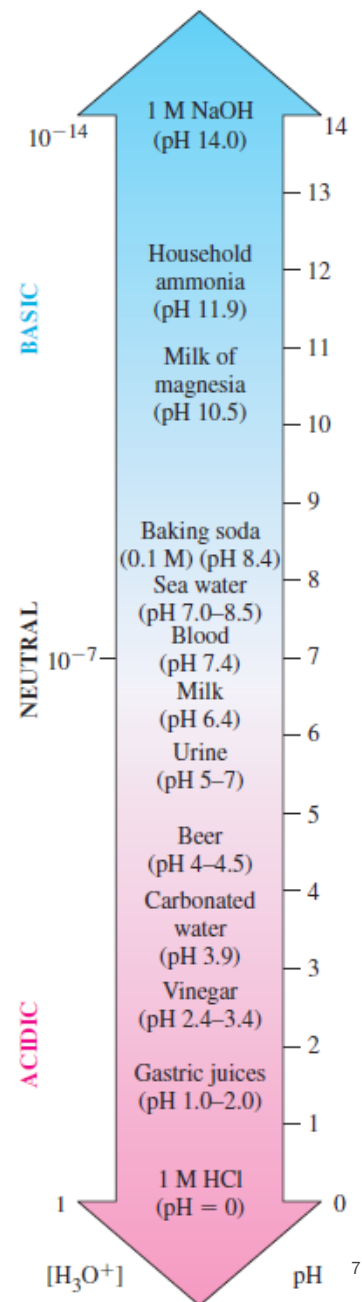 1 M NaOH
(pH 14.0)
10⁻¹⁴
14
13
Household
ammonia
(pH 11.9)
12
BASIC
11
Milk of
magnesia
(pH 10.5)
10
9
Baking soda
(0.1 M) (pH 8.4)
8
Sea water
(pH 7.0–8.5)
NEUTRAL
10⁻⁷
Blood
(pH 7.4)
7
Milk
(pH 6.4)
6
Urine
(pH 5–7)
5
Beer
(pH 4–4.5)
4
Carbonated
water
(pH 3.9)
3
Vinegar
(pH 2.4–3.4)
ACIDIC
2
Gastric juices
(pH 1.0–2.0)
1
1 M HCl
(pH = 0)
1
0
[H₃O⁺]
pH
7